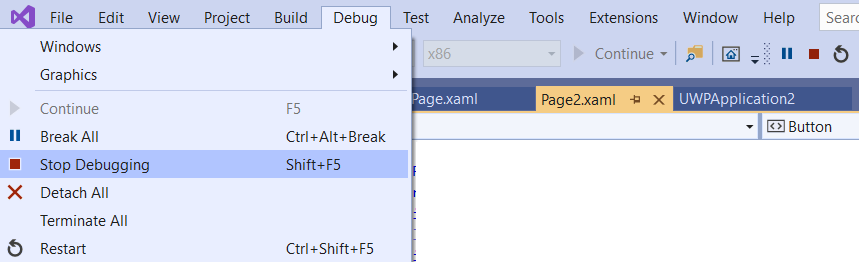 File Edit View Project Build Debug Test Analyze Tools Extensions Window Help Sear
Windows
x86 Continue
Graphics
Continue F5
Page.xaml Page2.xaml UWPApplication2
Break All Ctrl+Alt+Break
Button
Stop Debugging Shift+F5
Detach All
Terminate All
Restart Ctrl+Shift+F5